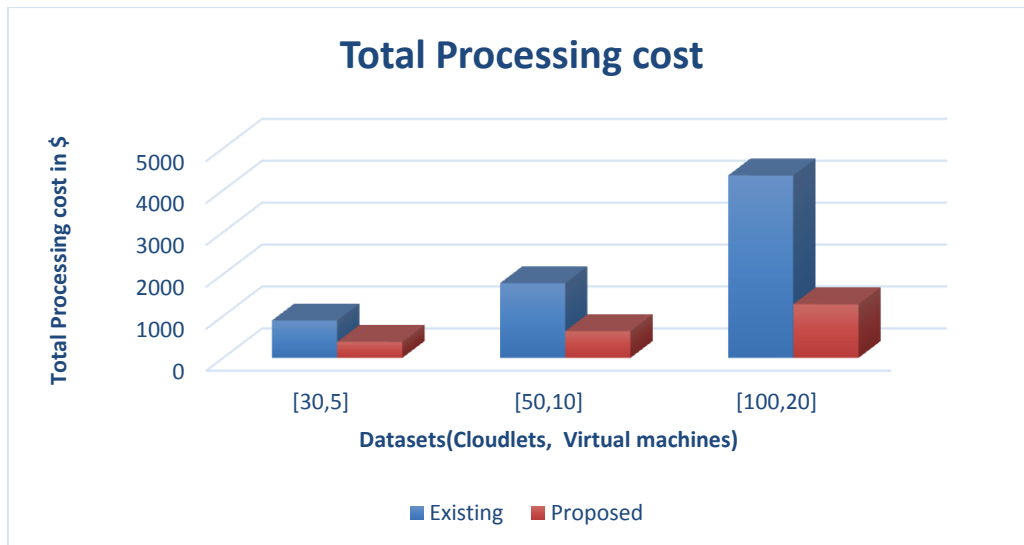 Total Processing cost
Total Processing cost in $
5000
4000
3000
2000
1000
0
[30,5]
[50,10]
[100,20]
Datasets(Cloudlets,  Virtual machines)
Existing
Proposed